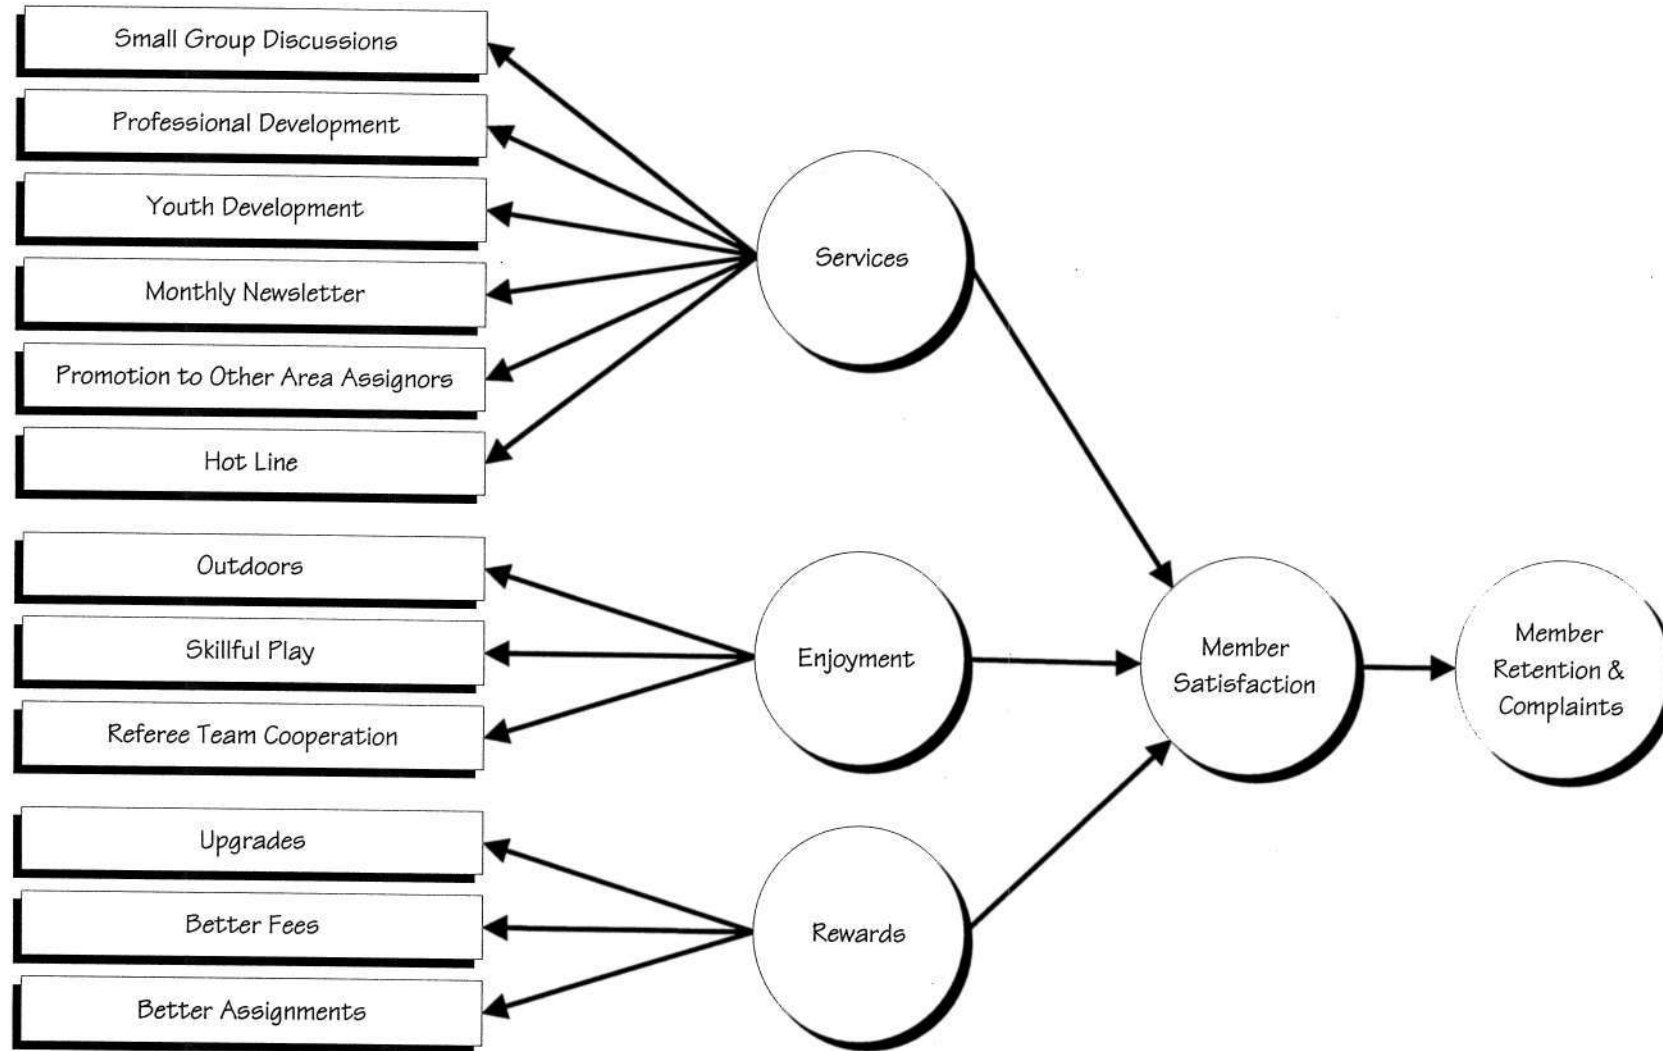 Small Group Discussions
Professional Development
Youth Development
Monthly Newsletter
Promotion to Other Area Assignors
Hot Line
Outdoors
Skillful Play
Referee Team Cooperation
Upgrades
Better Fees
Better Assignments
Services
Enjoyment
Rewards
Member
Satisfaction
Member
Retention &
Complaints